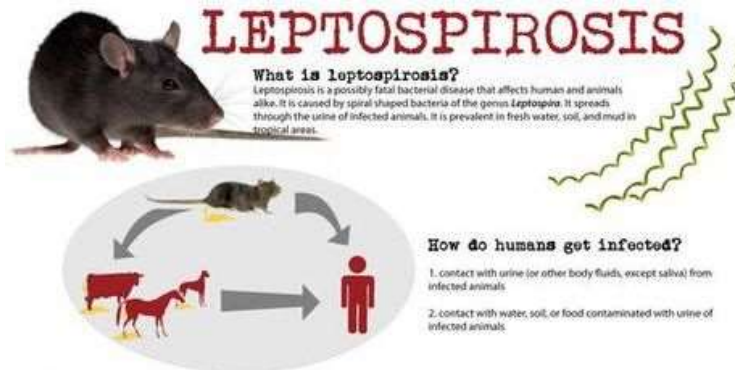 LEPTOSPIROSIS
What is leptospirosis?
Leptospirosis is a possibly fatal bacterial disease that affects human and animals
alike. It is caused by spiral shaped bacteria of the genus Leptospira. It spreads
through the urine of infected animals. It is prevalent in fresh water, soil, and mud in
tropical areas.
How do humans get infected?
1. contact with urine (or other body fluids, except saliva) from
infected animals
2. contact with water, soil, or food contaminated with urine of
infected animals